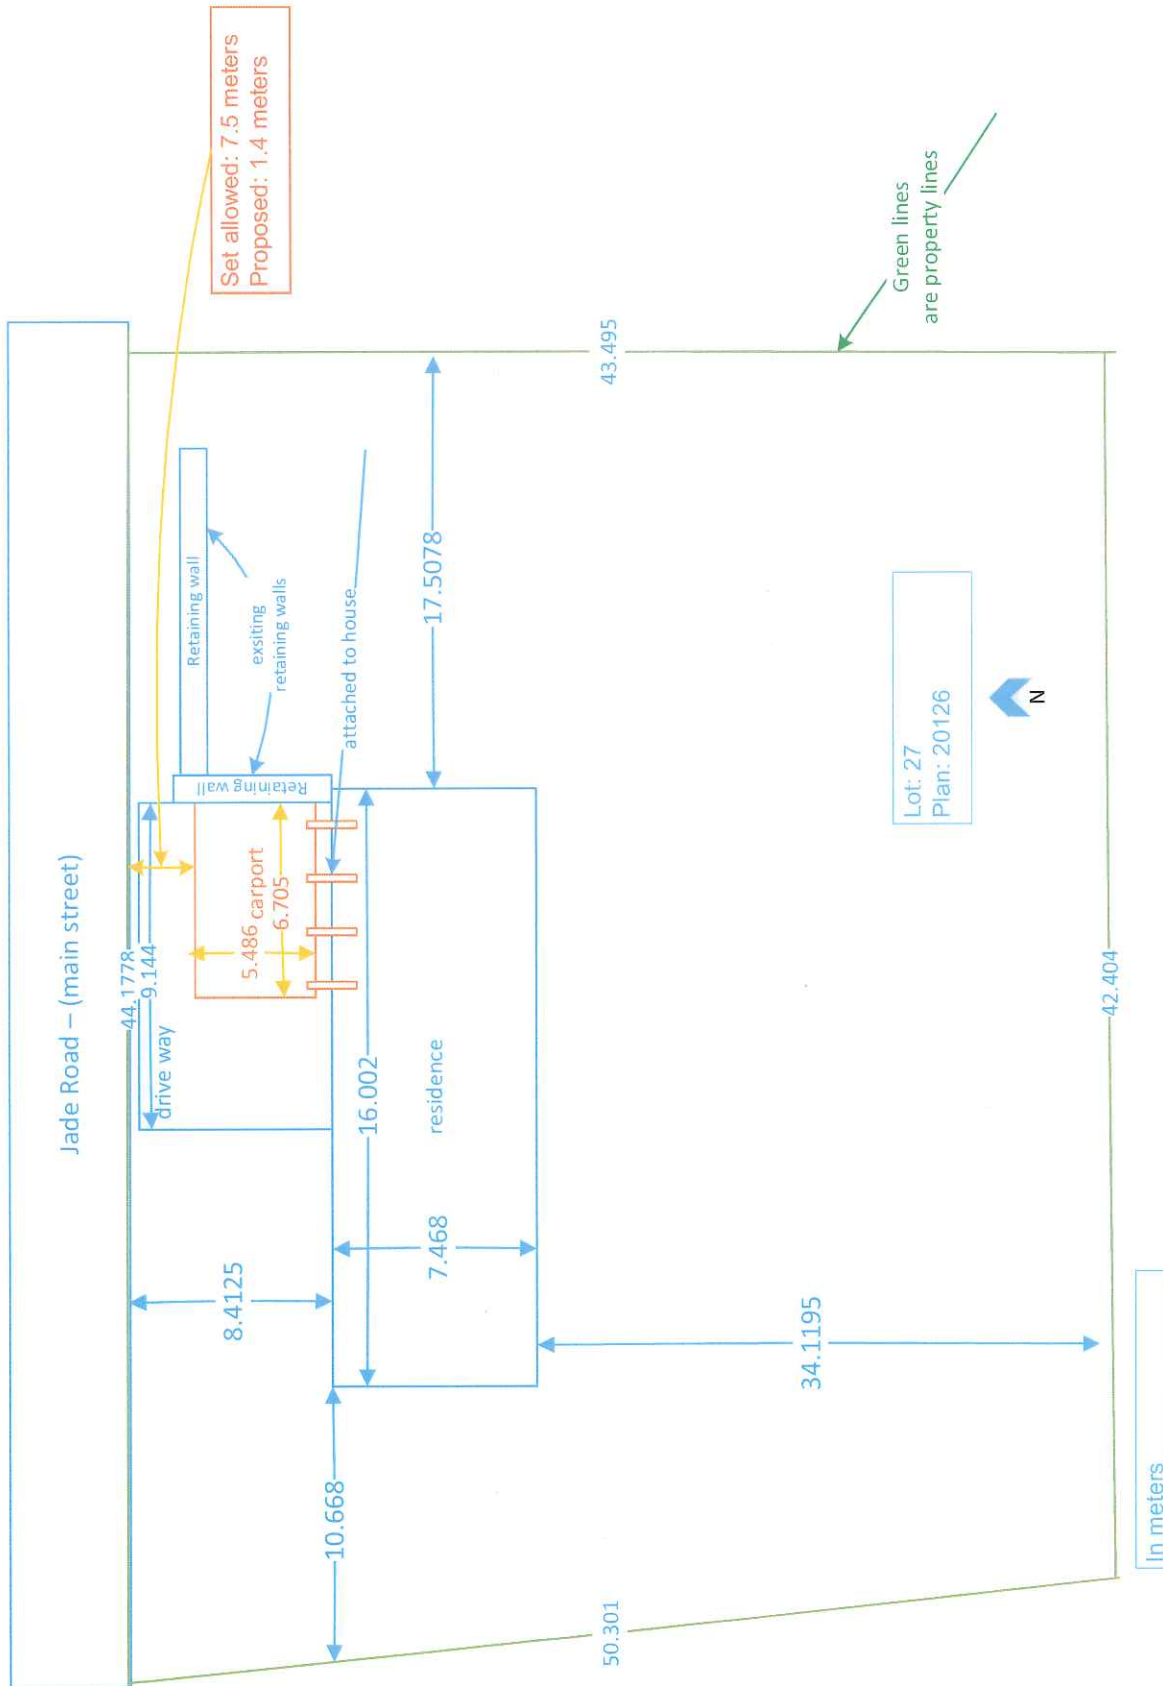 Jade Road – (main street)
Set allowed: 7.5 meters
Proposed: 1.4 meters
44.1778
9.144
drive way
5.486
carport
6.705
Retaining wall
Retaining wall
exsiting
retaining walls
attached to house
8.4125
10.668
16.002
17.5078
7.468
residence
50.301
43.495
34.1195
Lot: 27
Plan: 20126
N
Green lines
are property lines
42.404
In meters